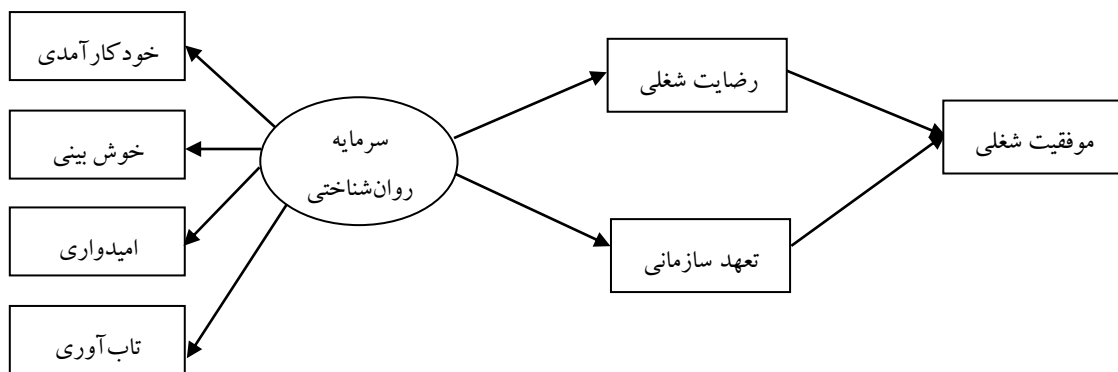 خودکارآمدی
خوش بینی
امیدواری
تاب‌آوری
سرمایه
روان‌شناختی
رضایت شغلی
تعهد سازمانی
موفقیت شغلی